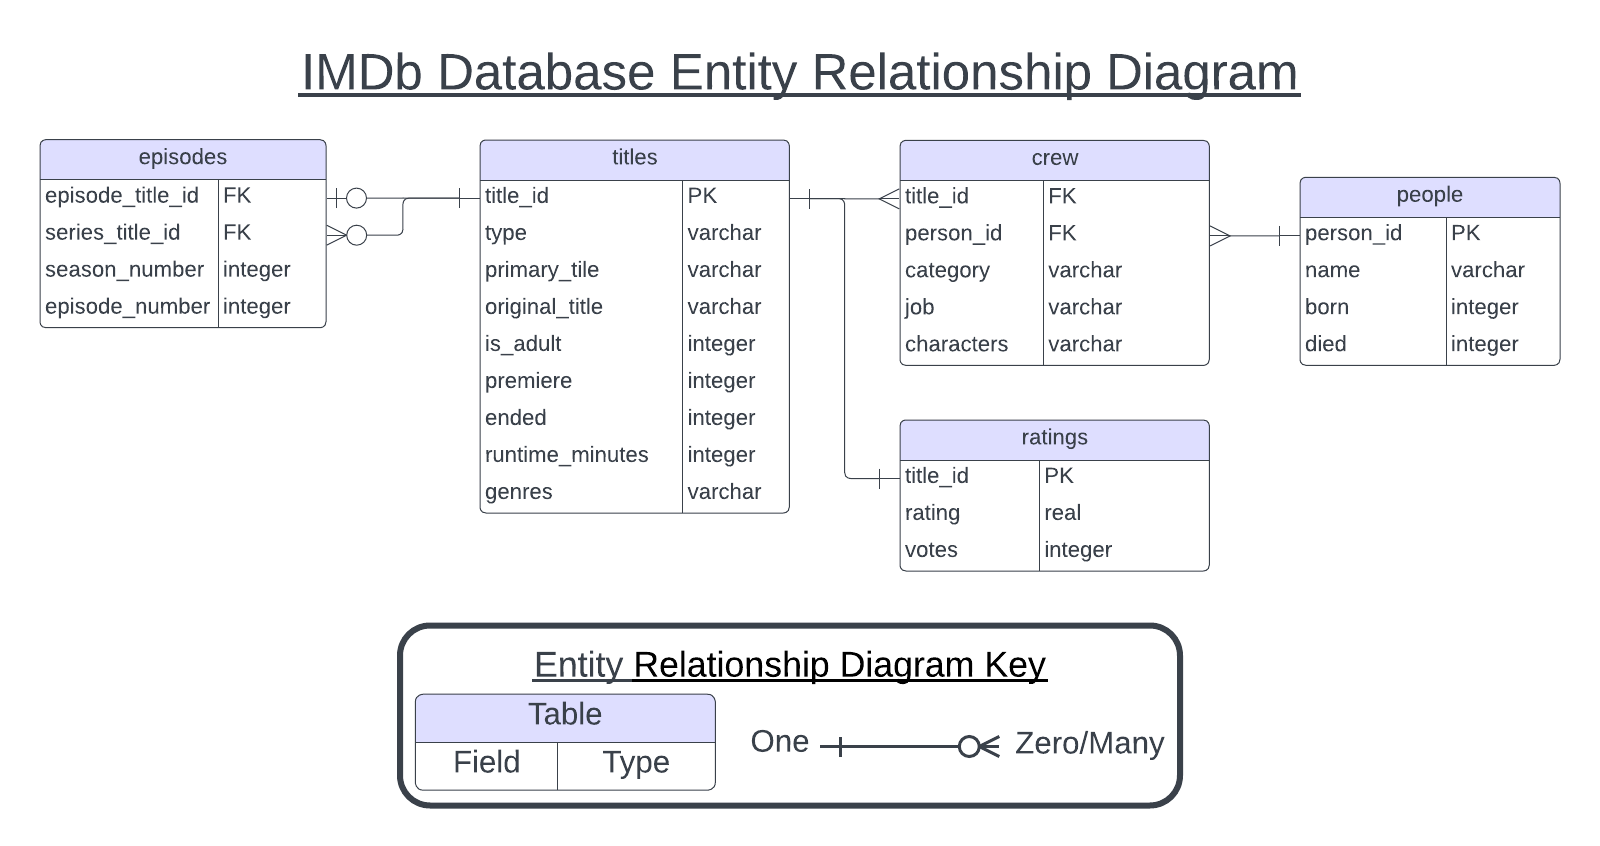 IMDb Database Entity Relationship Diagram
episodes
episode_title_id FK
series_title_id FK
season_number integer
episode_number integer
titles
title_id PK
type varchar
primary_tile varchar
original_title varchar
is_adult integer
premiere integer
ended integer
runtime_minutes integer
genres varchar
crew
title_id FK
person_id FK
category varchar
job varchar
characters varchar
people
person_id PK
name varchar
born integer
died integer
ratings
title_id PK
rating real
votes integer
Entity Relationship Diagram Key
Table
Field Type
One Zero/Many